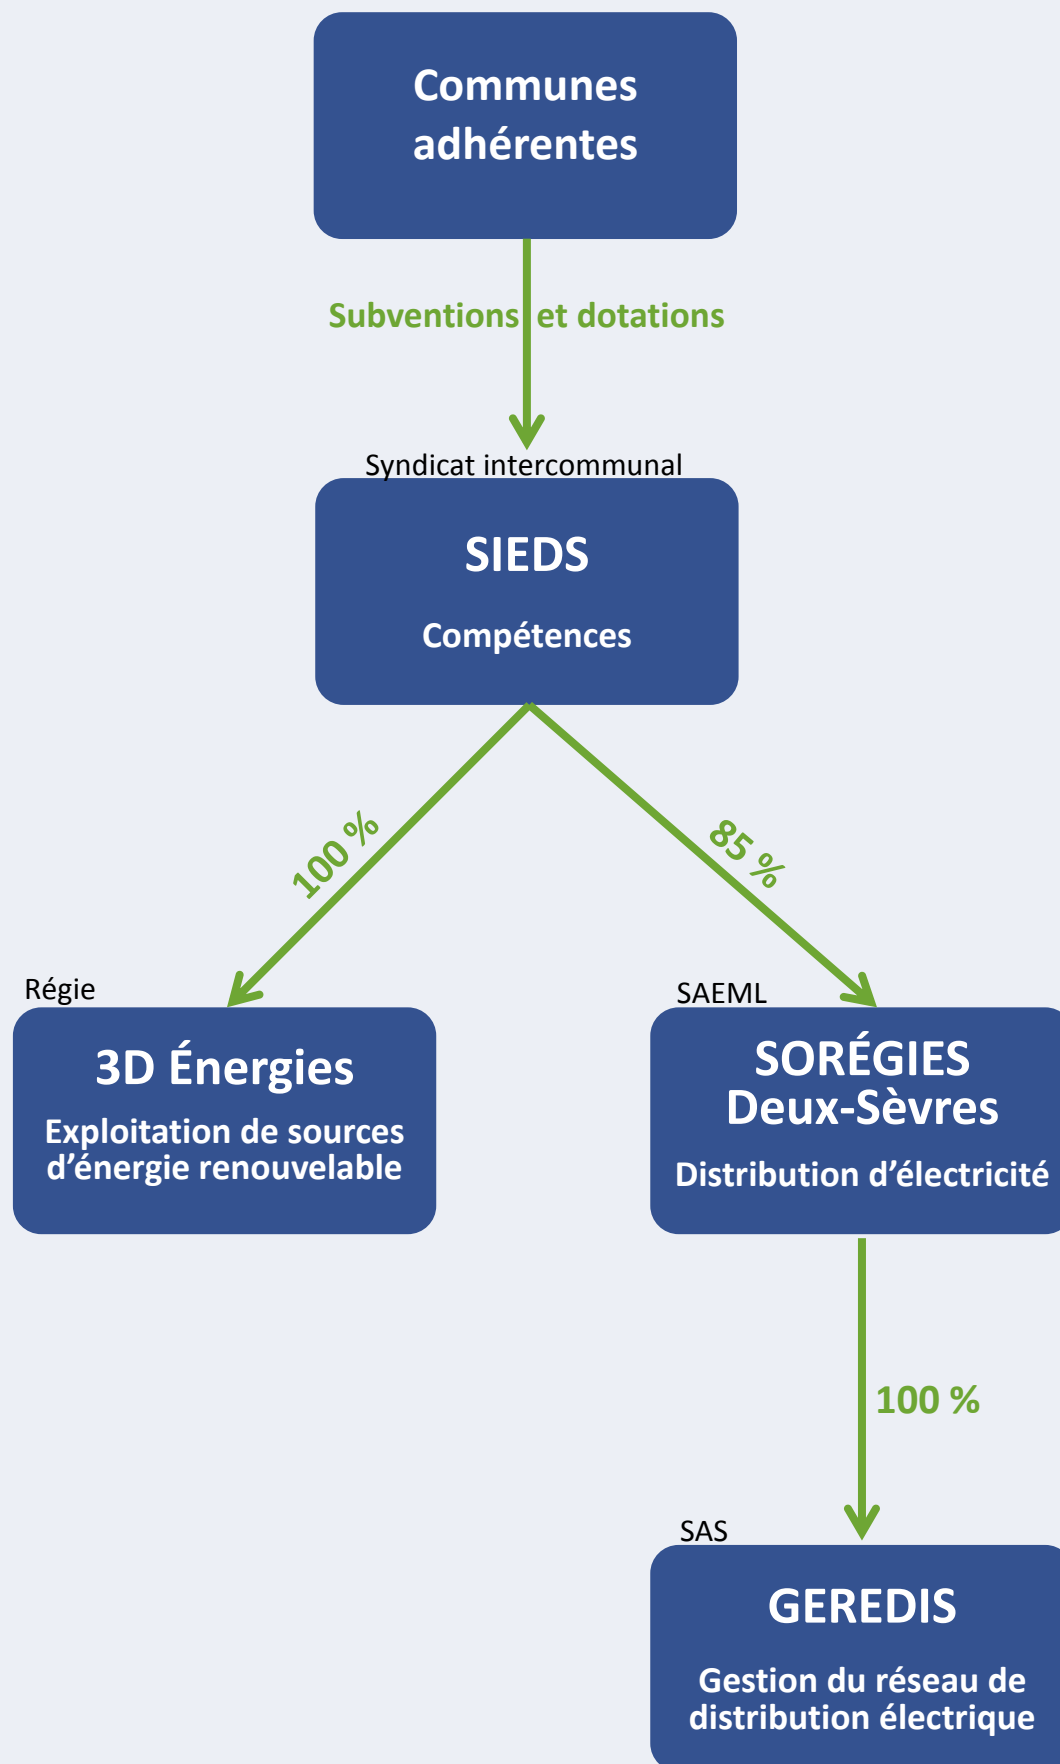 Communes
adhérentes
Subventions et dotations
Syndicat intercommunal
SIEDS
Compétences
100 %
85 %
Régie
3D Énergies
Exploitation de sources
d’énergie renouvelable
SAEML
SORÉGIES
Deux-Sèvres
Distribution d’électricité
100 %
SAS
GEREDIS
Gestion du réseau de
distribution électrique